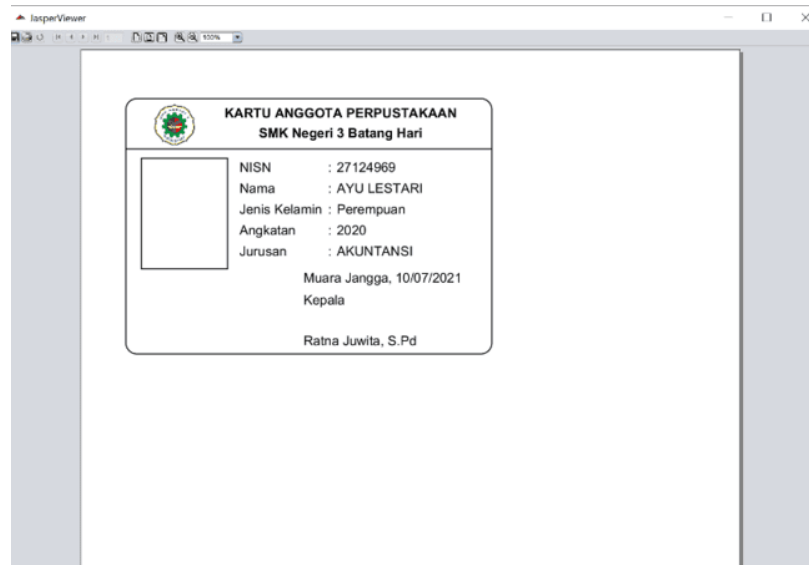 JasperViewer
100%
KARTU ANGGOTA PERPUSTAKAAN
SMK Negeri 3 Batang Hari
NISN : 27124969
Nama : AYU LESTARI
Jenis Kelamin : Perempuan
Angkatan : 2020
Jurusan : AKUNTANSI
Muara Jangga, 10/07/2021
Kepala
Ratna Juwita, S.Pd